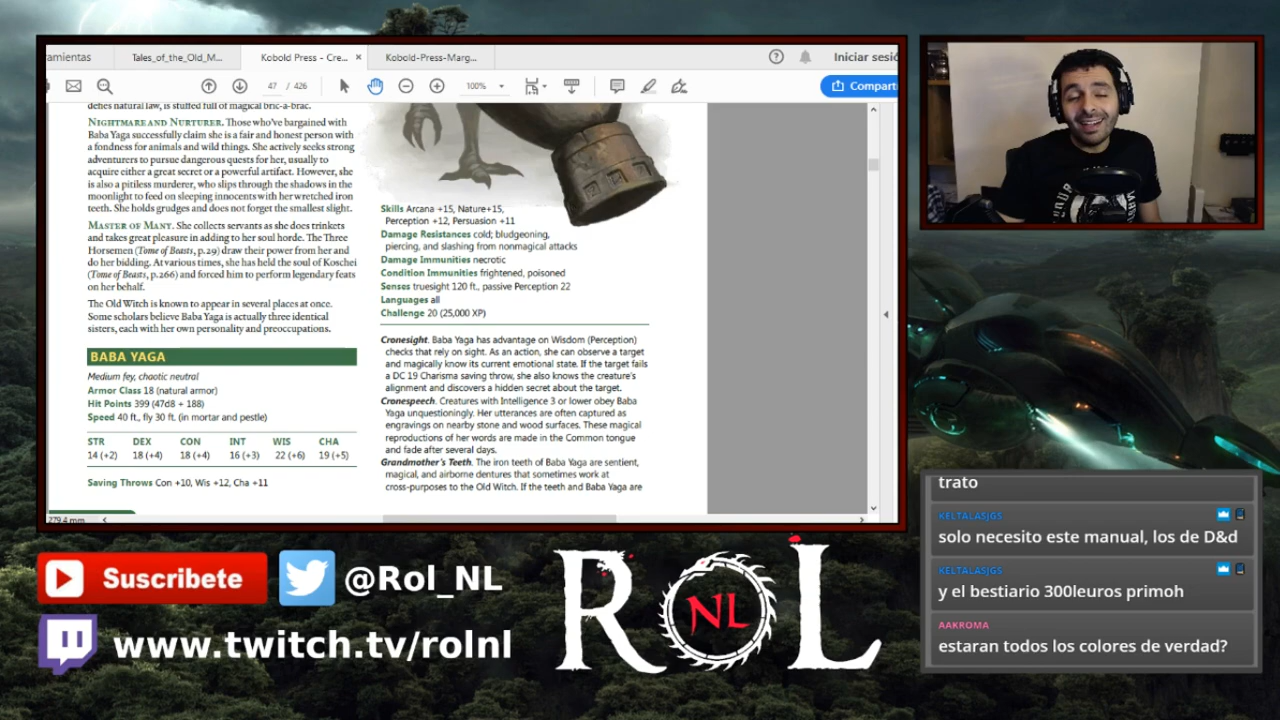 amientas
Tales_of_the_Old_M...
Kobold Press - Cre...
Kobold-Press-Marg...
Iniciar sesió
47 / 426
100%
Comparti
defies natural law, is stuffed full of magical bric-a-brac.
NIGHTMARE AND NURTURER. Those who've bargained with
Baba Yaga successfully claim she is a fair and honest person with
a fondness for animals and wild things. She actively seeks strong
adventurers to pursue dangerous quests for her, usually to
acquire either a great secret or a powerful artifact. However, she
is also a pitiless murderer, who slips through the shadows in the
moonlight to feed on sleeping innocents with her wretched iron
teeth. She holds grudges and does not forget the smallest slight.
MASTER OF MANY. She collects servants as she does trinkets
and takes great pleasure in adding to her soul horde. The Three
Horsemen (Tome of Beasts, p.29) draw their power from her and
do her bidding. At various times, she has held the soul of Koschei
(Tome of Beasts, p.266) and forced him to perform legendary feats
on her behalf.
The Old Witch is known to appear in several places at once.
Some scholars believe Baba Yaga is actually three identical
sisters, each with her own personality and preoccupations.
BABA YAGA
Medium fey, chaotic neutral
Armor Class 18 (natural armor)
Hit Points 399 (47d8 + 188)
Speed 40 ft., fly 30 ft. (in mortar and pestle)
STR DEX CON INT WIS CHA
14 (+2) 18 (+4) 18 (+4) 16 (+3) 22 (+6) 19 (+5)
Saving Throws Con +10, Wis +12, Cha +11
279,4 mm
Skills Arcana +15, Nature+15,
Perception +12, Persuasion +11
Damage Resistances cold; bludgeoning,
piercing, and slashing from nonmagical attacks
Damage Immunities necrotic
Condition Immunities frightened, poisoned
Senses truesight 120 ft., passive Perception 22
Languages all
Challenge 20 (25,000 XP)
Cronesight. Baba Yaga has advantage on Wisdom (Perception)
checks that rely on sight. As an action, she can observe a target
and magically know its current emotional state. If the target fails
a DC 19 Charisma saving throw, she also knows the creature's
alignment and discovers a hidden secret about the target.
Cronespeech. Creatures with Intelligence 3 or lower obey Baba
Yaga unquestioningly. Her utterances are often captured as
engravings on nearby stone and wood surfaces. These magical
reproductions of her words are made in the Common tongue
and fade after several days.
Grandmother's Teeth. The iron teeth of Baba Yaga are sentient,
magical, and airborne dentures that sometimes work at
cross-purposes to the Old Witch. If the teeth and Baba Yaga are
trato
KELTALASJGS
solo necesito este manual, los de D&d
KELTALASJGS
y el bestiario 300leuros primoh
AAKROMA
estaran todos los colores de verdad?
Suscribete
@Rol_NL
www.twitch.tv/rolnl
ROL
NL